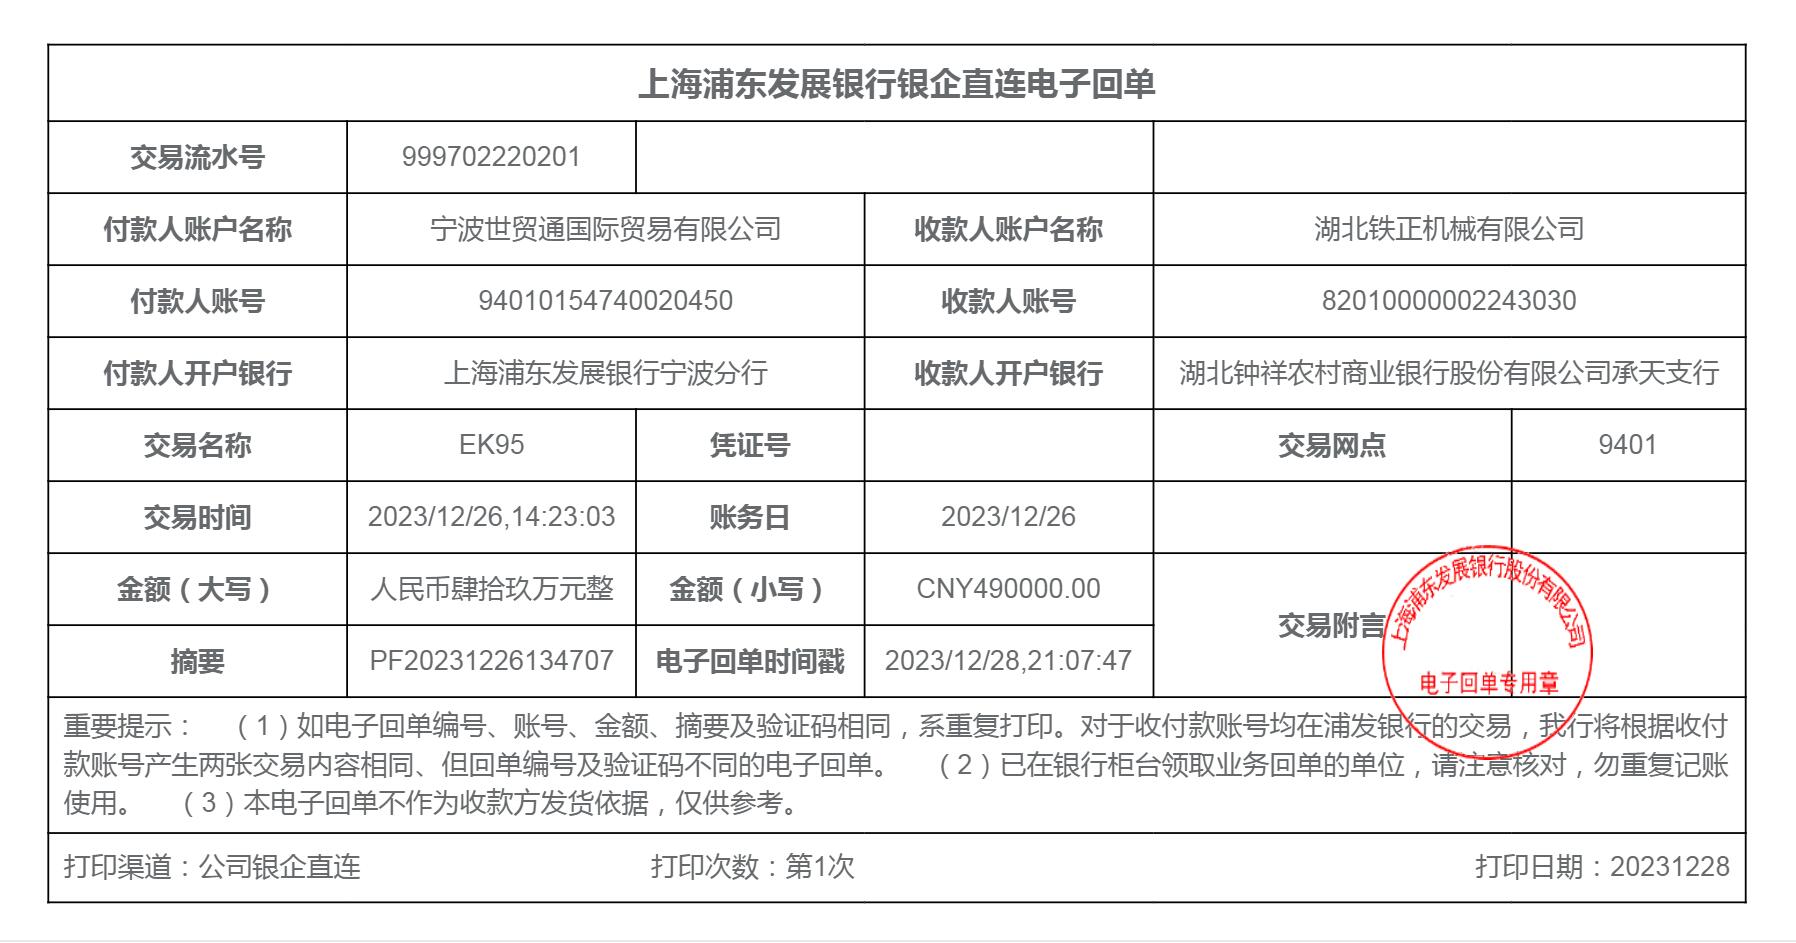 上海浦东发展银行银企直连电子回单
交易流水号 999702220201
付款人账户名称 宁波世贸通国际贸易有限公司 收款人账户名称 湖北铁正机械有限公司
付款人账号 94010154740020450 收款人账号 82010000002243030
付款人开户银行 上海浦东发展银行宁波分行 收款人开户银行 湖北钟祥农村商业银行股份有限公司承天支行
交易名称 EK95 凭证号 交易网点 9401
交易时间 2023/12/26,14:23:03 账务日 2023/12/26
金额（大写） 人民币肆拾玖万元整 金额（小写） CNY490000.00
交易附言
摘要 PF20231226134707 电子回单时间戳 2023/12/28,21:07:47
上海浦东发展银行股份有限公司
电子回单专用章
重要提示： （1）如电子回单编号、账号、金额、摘要及验证码相同，系重复打印。对于收付款账号均在浦发银行的交易，我行将根据收付
款账号产生两张交易内容相同、但回单编号及验证码不同的电子回单。 （2）已在银行柜台领取业务回单的单位，请注意核对，勿重复记账
使用。 （3）本电子回单不作为收款方发货依据，仅供参考。
打印渠道：公司银企直连 打印次数：第1次 打印日期：20231228